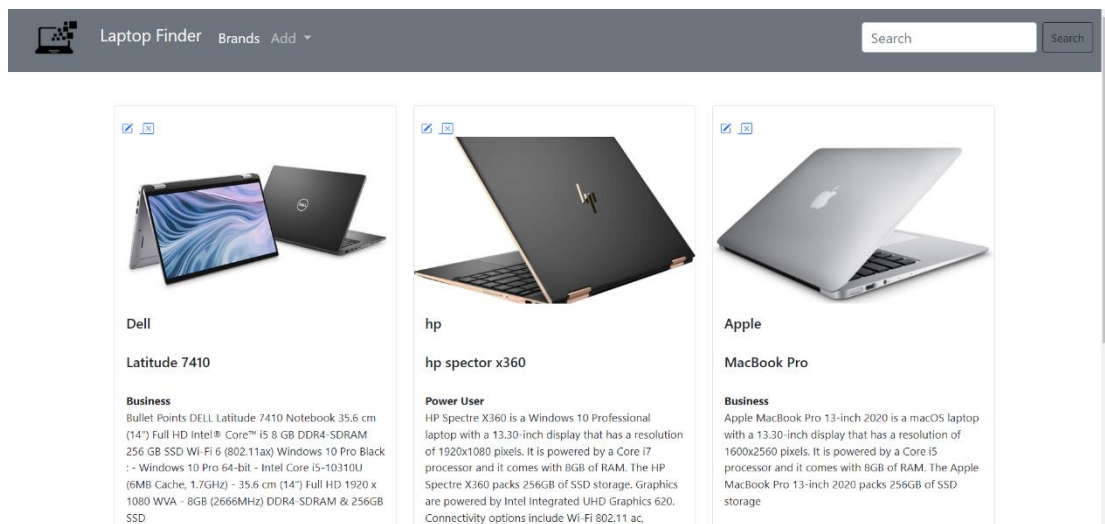 Laptop Finder Brands Add
Search
Search
DELL
Dell
Latitude 7410
Business
Bullet Points DELL Latitude 7410 Notebook 35.6 cm
(14") Full HD Intel® Core™ i5 8 GB DDR4-SDRAM
256 GB SSD Wi-Fi 6 (802.11ax) Windows 10 Pro Black
: - Windows 10 Pro 64-bit - Intel Core i5-10310U
(6MB Cache, 1.7GHz) - 35.6 cm (14") Full HD 1920 x
1080 WVA - 8GB (2666MHz) DDR4-SDRAM & 256GB
SSD
hp
hp
hp spector x360
Power User
HP Spectre X360 is a Windows 10 Professional
laptop with a 13.30-inch display that has a resolution
of 1920x1080 pixels. It is powered by a Core i7
processor and it comes with 8GB of RAM. The HP
Spectre X360 packs 256GB of SSD storage. Graphics
are powered by Intel Integrated UHD Graphics 620.
Connectivity options include Wi-Fi 802.11 ac,
Apple
MacBook Pro
Business
Apple MacBook Pro 13-inch 2020 is a macOS laptop
with a 13.30-inch display that has a resolution of
1600x2560 pixels. It is powered by a Core i5
processor and it comes with 8GB of RAM. The Apple
MacBook Pro 13-inch 2020 packs 256GB of SSD
storage